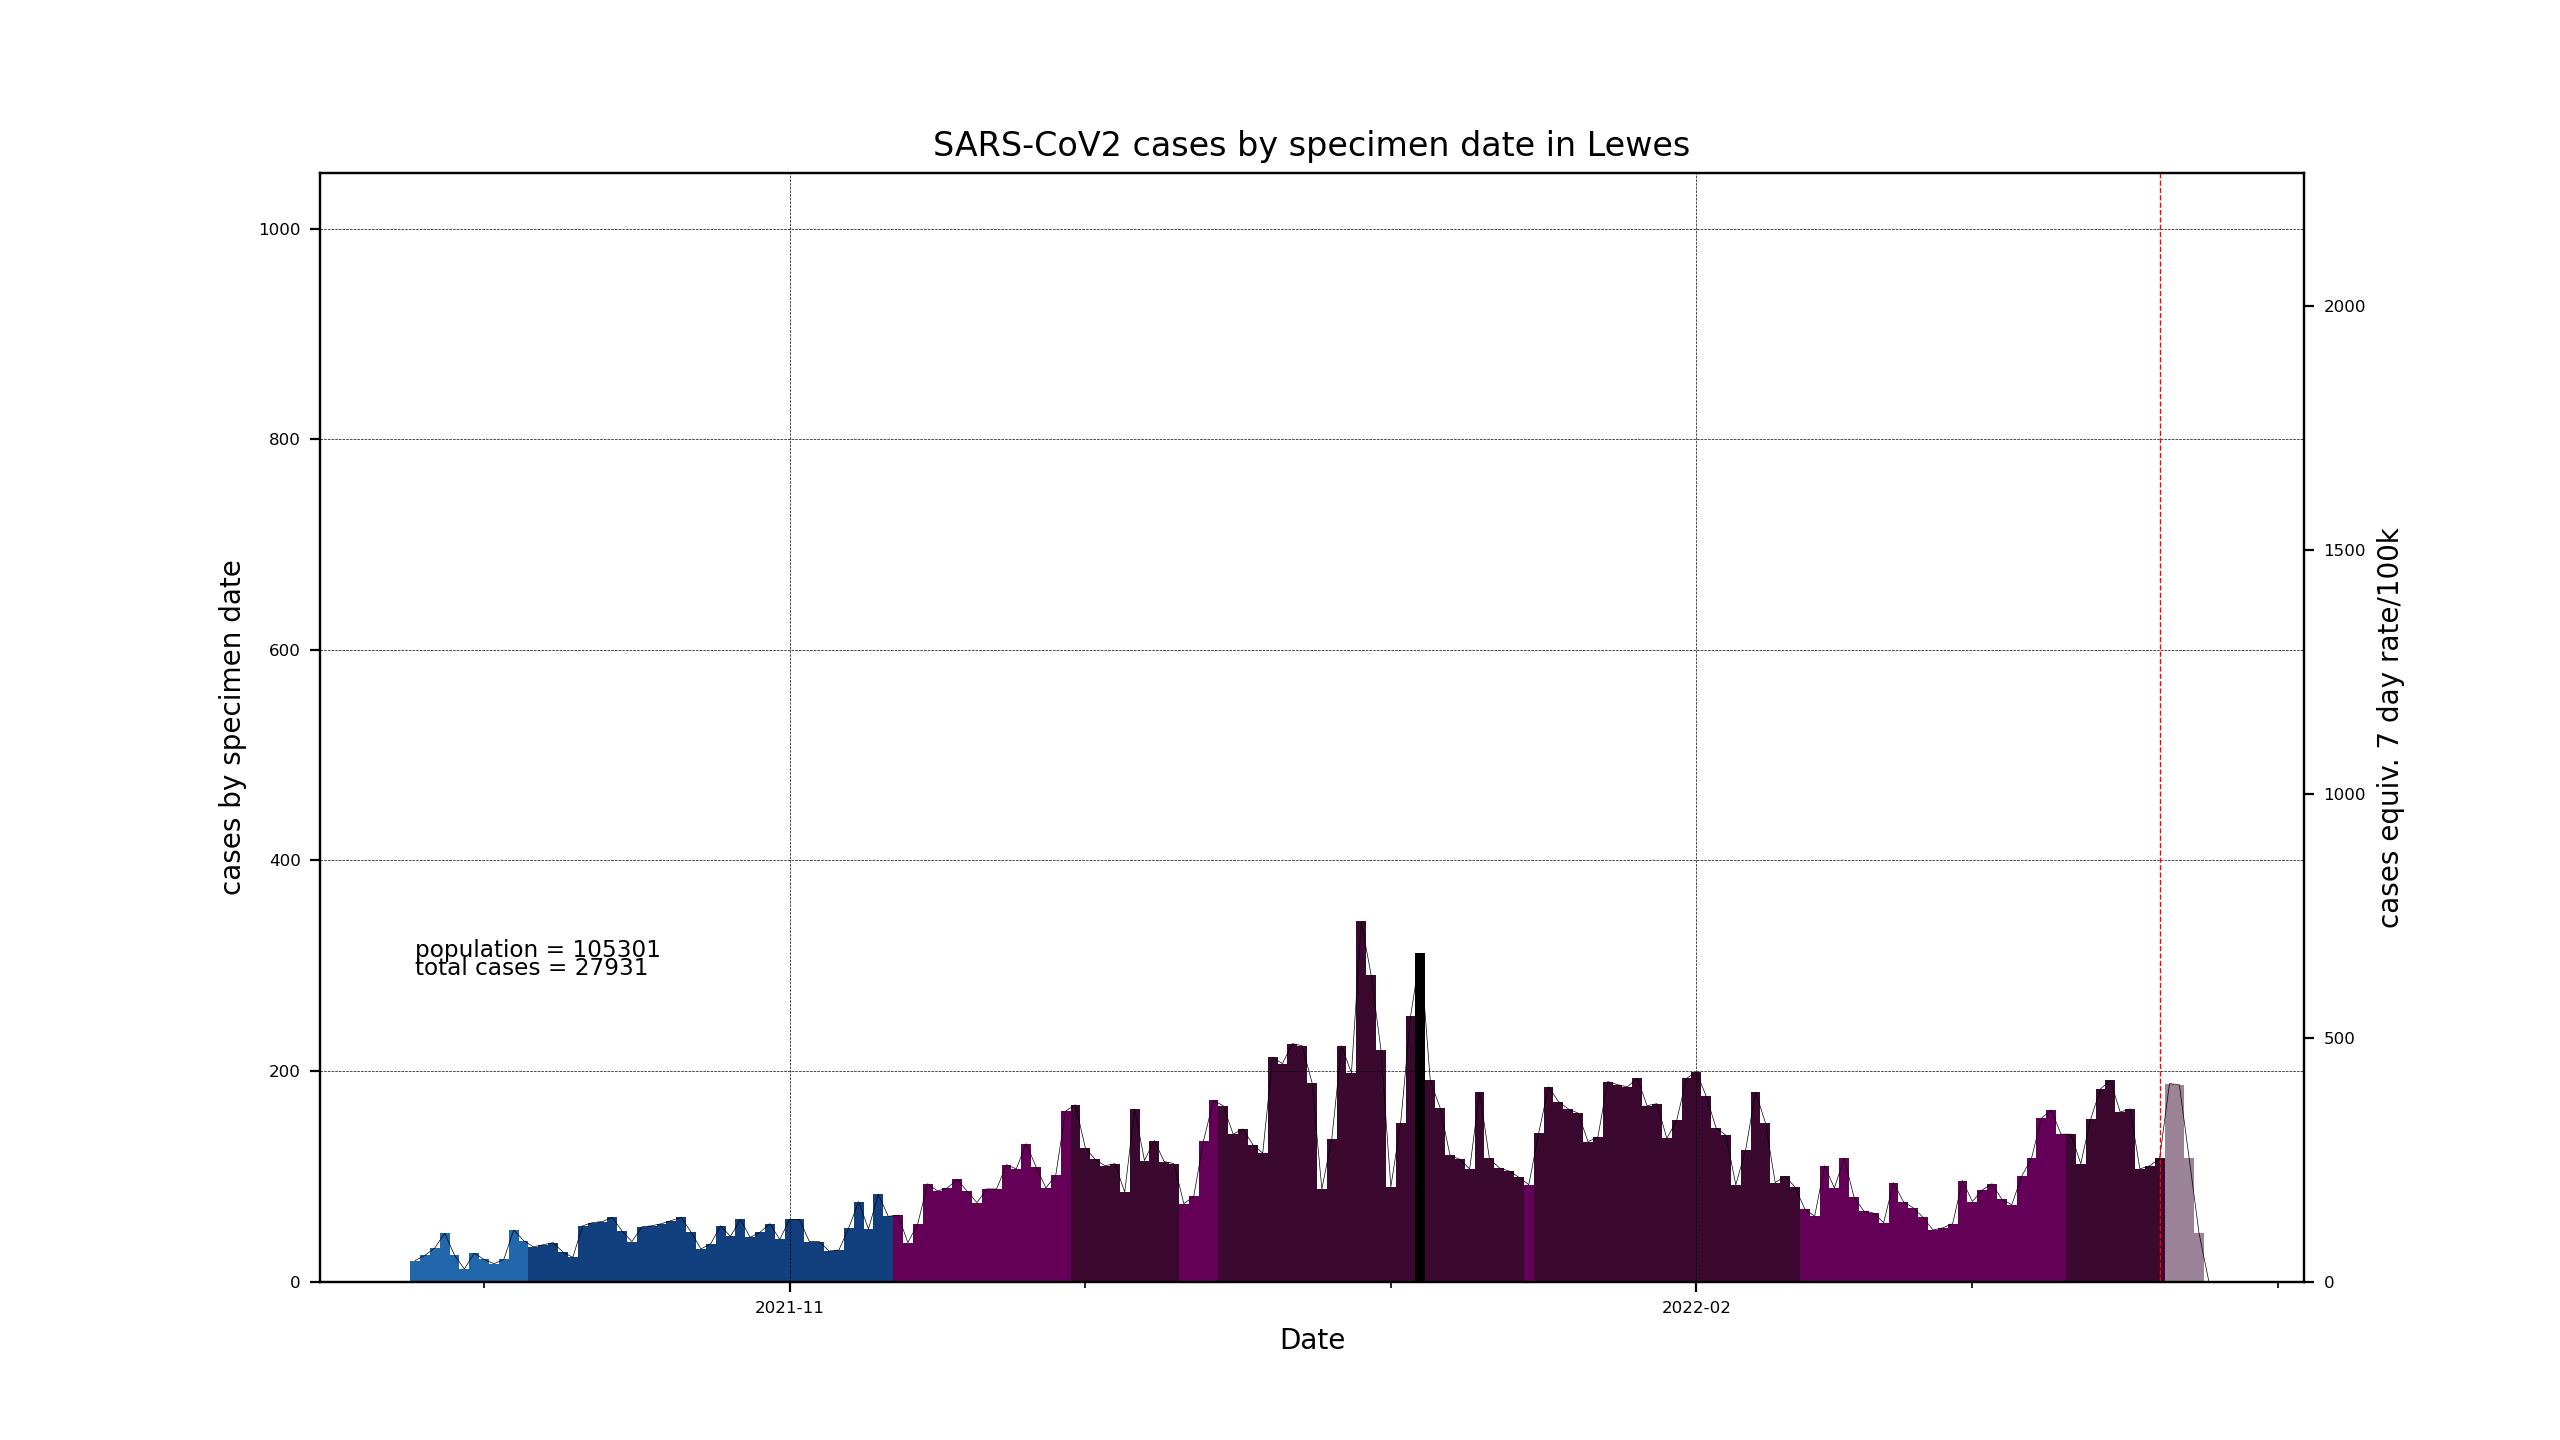 SARS-CoV2 cases by specimen date in Lewes
1000
800
600
400
200
0
cases by specimen date
population = 105301
total cases = 27931
2000
1500
1000
500
0
cases equiv. 7 day rate/100k
2021-11
2022-02
Date